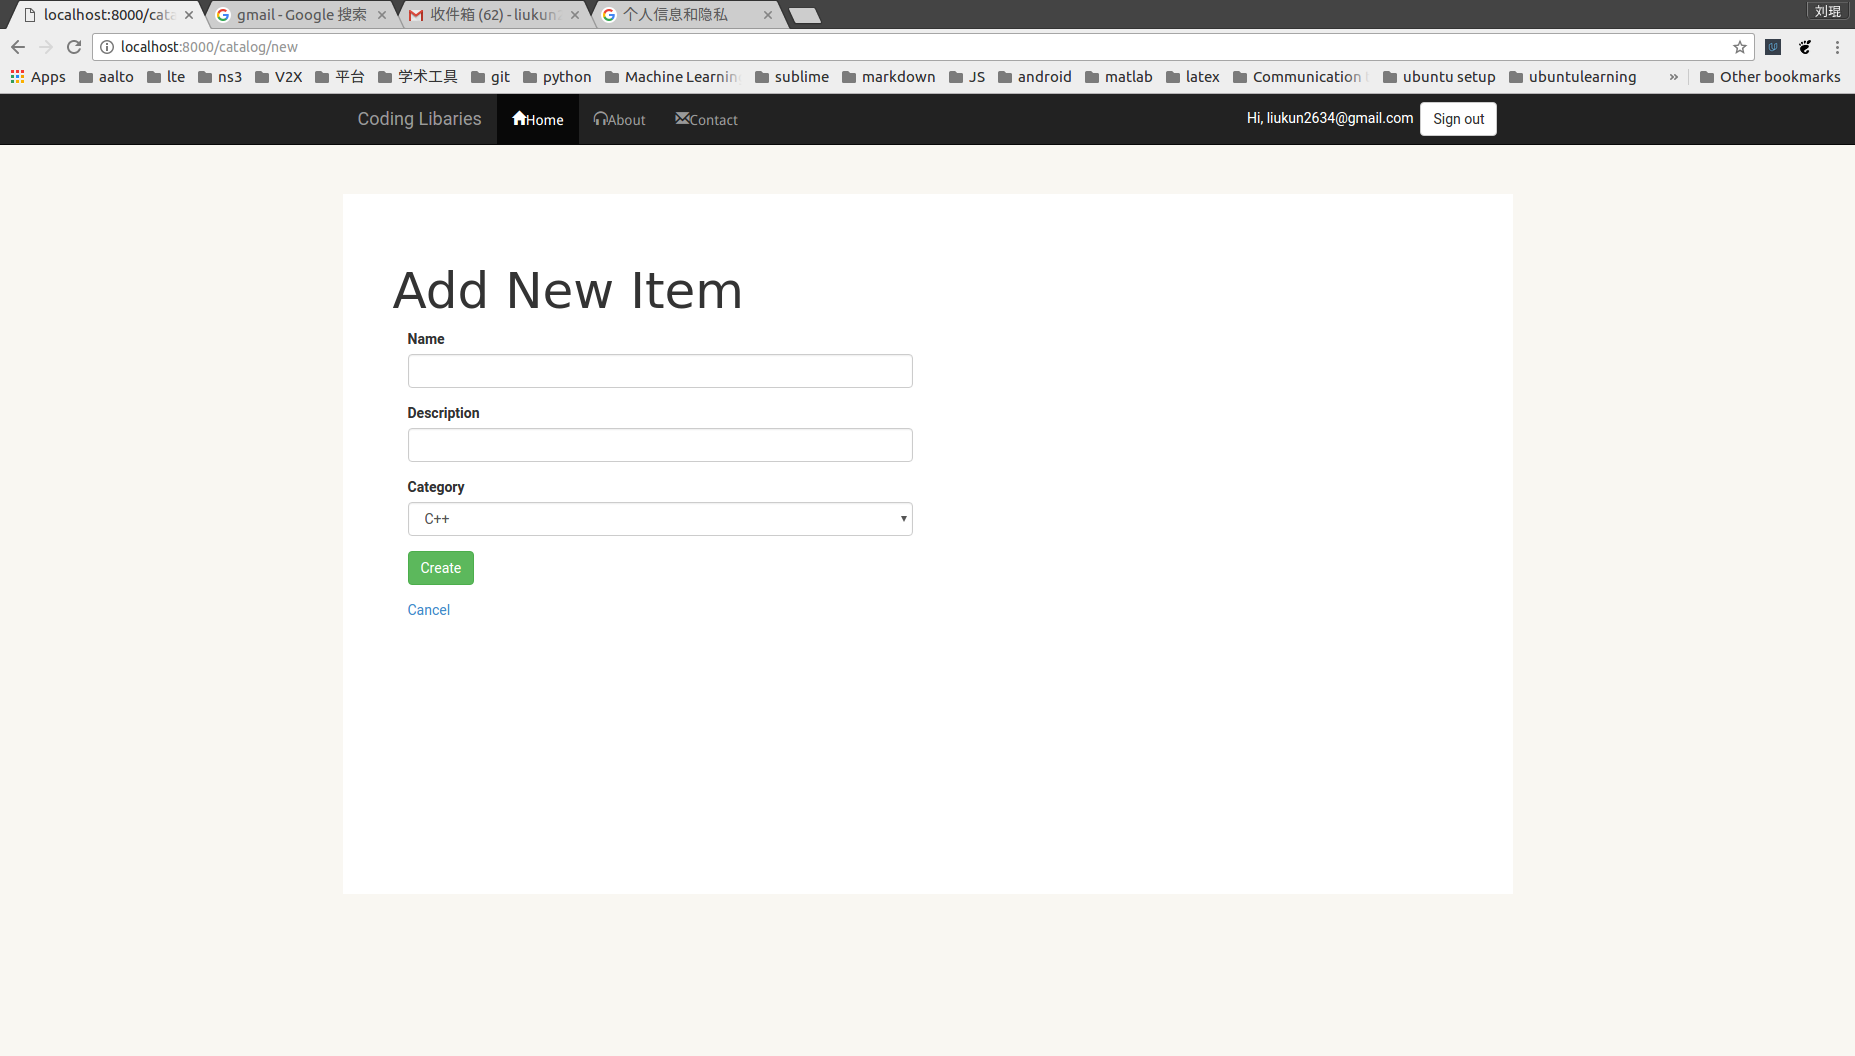 localhost:8000/cata
gmail - Google 搜索
收件箱 (62) - liukun
个人信息和隐私
刘琨
localhost:8000/catalog/new
Apps aalto lte ns3 V2X 平台 学术工具 git python Machine Learnin sublime markdown JS android matlab latex Communication ubuntu setup ubuntulearning » Other bookmarks
Coding Libaries Home About Contact Hi, liukun2634@gmail.com Sign out
Add New Item
Name
Description
Category
C++
Create
Cancel